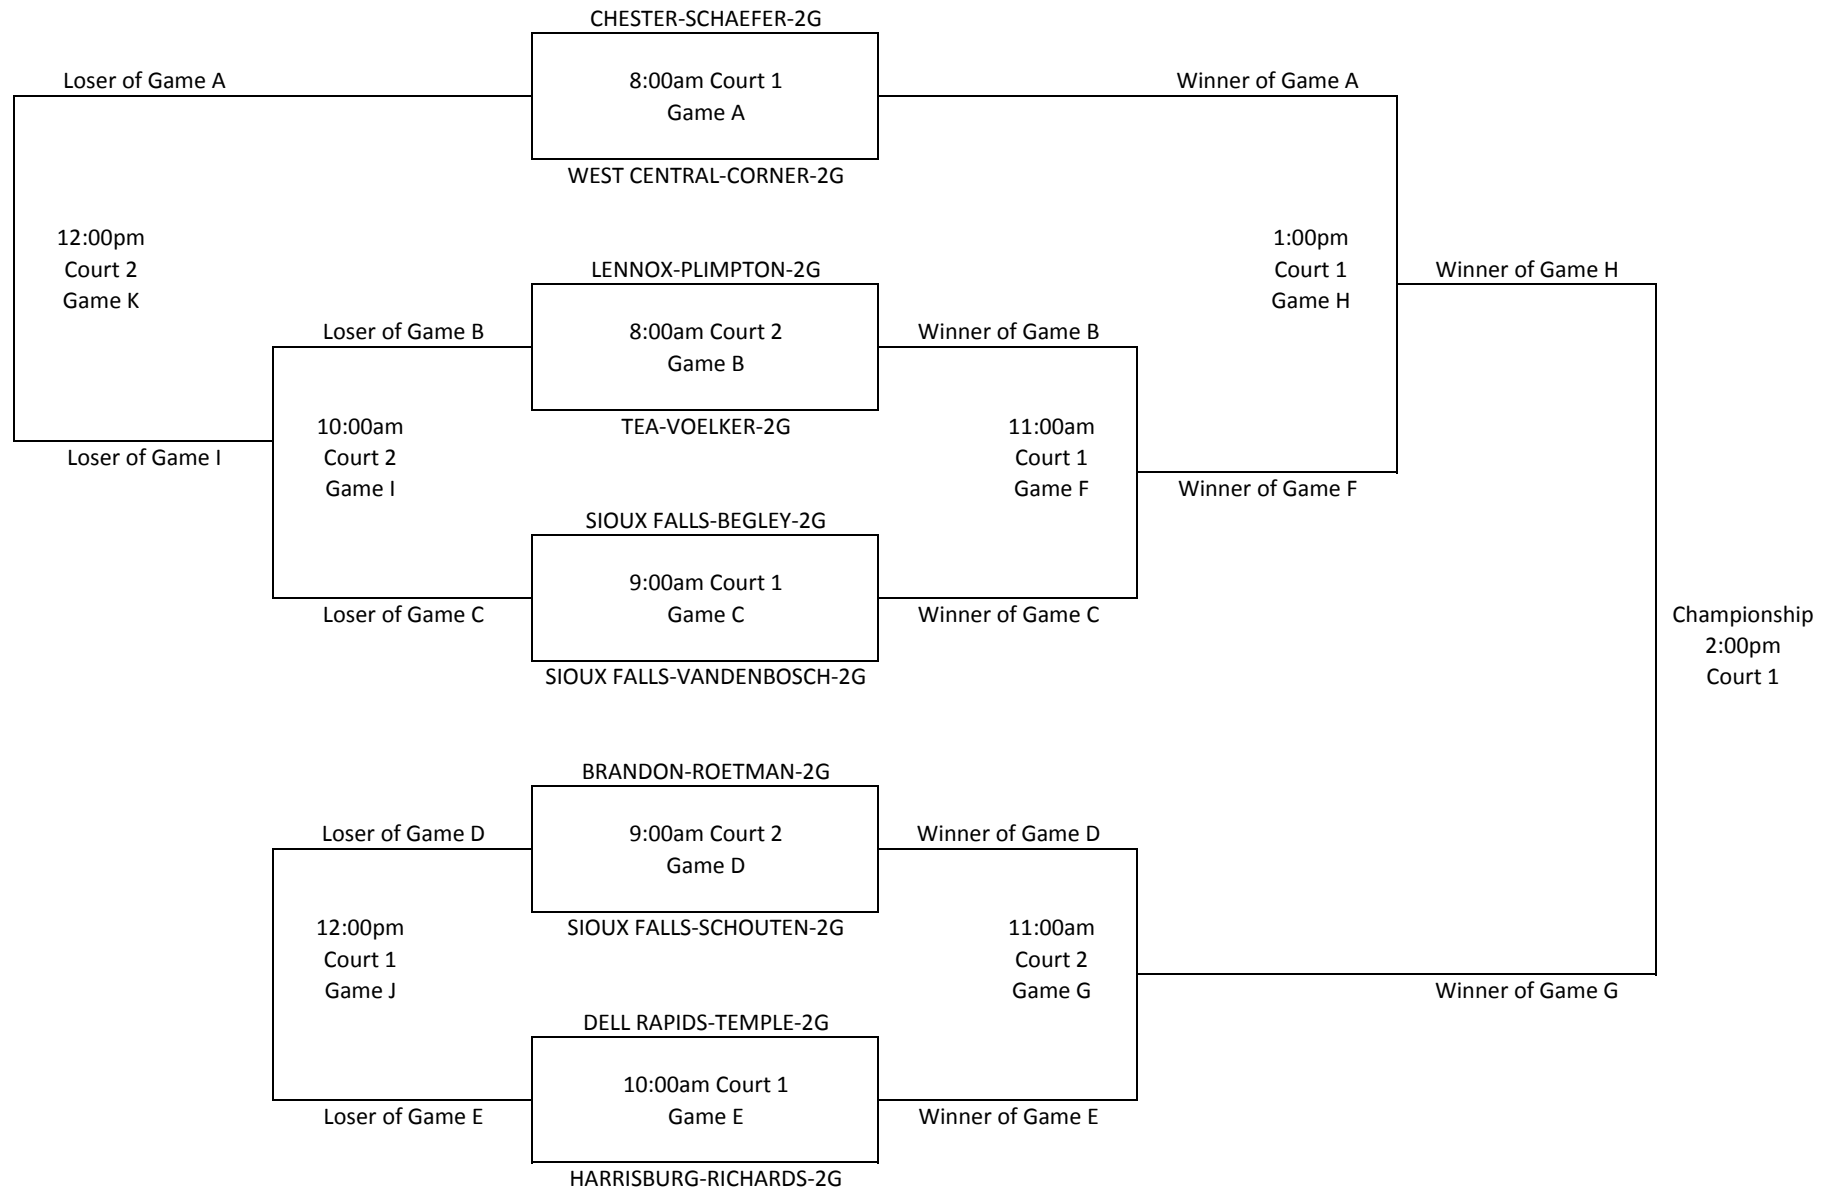 CHESTER-SCHAEFER-2G
Loser of Game A
8:00am Court 1
Game A
Winner of Game A
WEST CENTRAL-CORNER-2G
12:00pm
Court 2
Game K
1:00pm
Court 1
Game H
LENNOX-PLIMPTON-2G
Winner of Game H
Loser of Game B
8:00am Court 2
Game B
Winner of Game B
TEA-VOELKER-2G
10:00am
Court 2
Game I
11:00am
Court 1
Game F
Loser of Game I
Winner of Game F
SIOUX FALLS-BEGLEY-2G
9:00am Court 1
Game C
Loser of Game C
Winner of Game C
SIOUX FALLS-VANDENBOSCH-2G
Championship
2:00pm
Court 1
BRANDON-ROETMAN-2G
Loser of Game D
9:00am Court 2
Game D
Winner of Game D
SIOUX FALLS-SCHOUTEN-2G
12:00pm
Court 1
Game J
11:00am
Court 2
Game G
Winner of Game G
DELL RAPIDS-TEMPLE-2G
10:00am Court 1
Game E
Loser of Game E
Winner of Game E
HARRISBURG-RICHARDS-2G